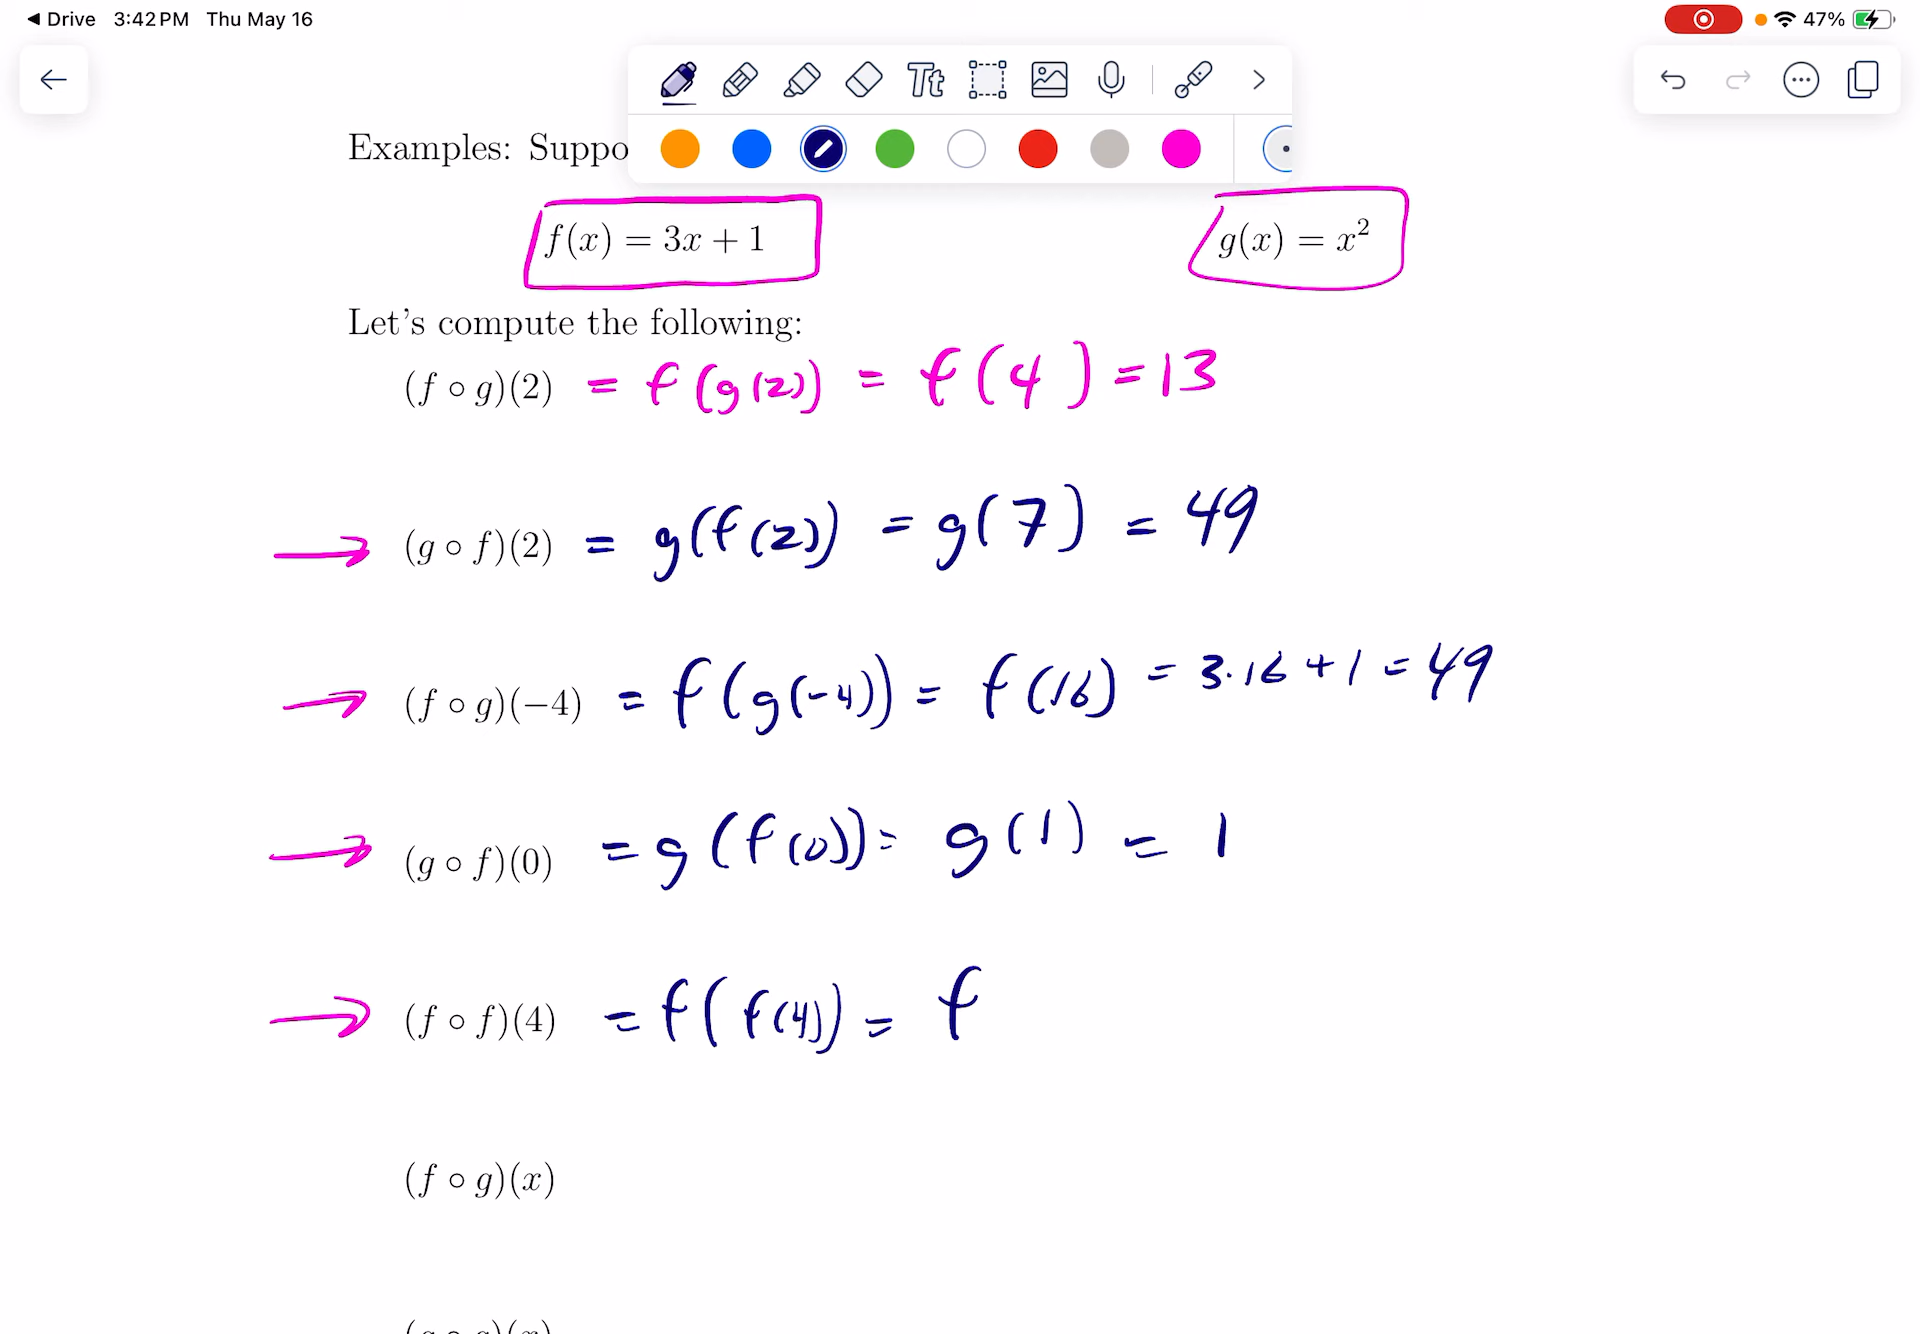 ◀ Drive 3:42 PM Thu May 16 47%
Tt
Examples: Suppo
f(x) = 3x + 1 g(x) = x²
Let's compute the following:
(f ∘ g)(2) = f(g(2)) = f(4) = 13
(g ∘ f)(2) = g(f(2)) = g(7) = 49
(f ∘ g)(−4) = f(g(-4)) = f(16) = 3·16 + 1 = 49
(g ∘ f)(0) = g(f(0)) = g(1) = 1
(f ∘ f)(4) = f(f(4)) = f
(f ∘ g)(x)